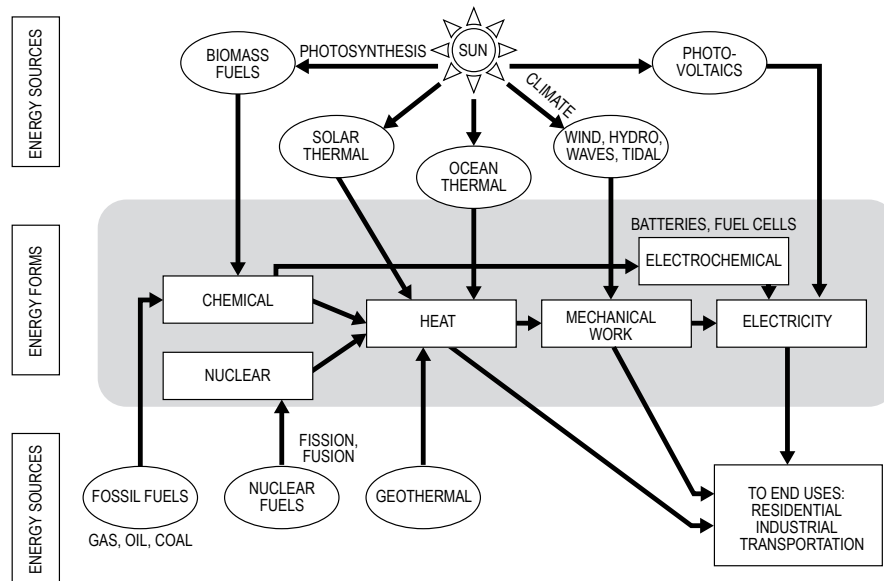 ENERGY SOURCES
BIOMASS
FUELS
PHOTOSYNTHESIS
SUN
PHOTO-
VOLTAICS
CLIMATE
SOLAR
THERMAL
OCEAN
THERMAL
WIND, HYDRO,
WAVES, TIDAL
ENERGY FORMS
BATTERIES, FUEL CELLS
ELECTROCHEMICAL
CHEMICAL
HEAT
MECHANICAL
WORK
ELECTRICITY
NUCLEAR
ENERGY SOURCES
FISSION,
FUSION
FOSSIL FUELS
GAS, OIL, COAL
NUCLEAR
FUELS
GEOTHERMAL
TO END USES:
RESIDENTIAL
INDUSTRIAL
TRANSPORTATION